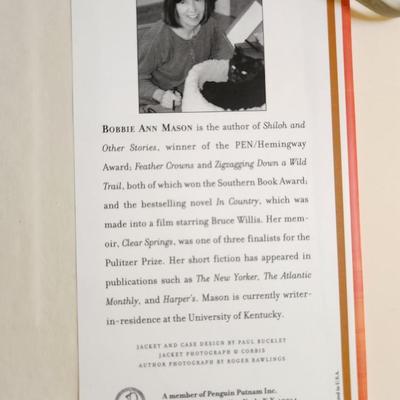 BOBBIE ANN MASON is the author of Shiloh and
Other Stories, winner of the PEN/Hemingway
Award; Feather Crowns and Zigzagging Down a Wild
Trail, both of which won the Southern Book Award;
and the bestselling novel In Country, which was
made into a film starring Bruce Willis. Her mem-
oir, Clear Springs, was one of three finalists for the
Pulitzer Prize. Her short fiction has appeared in
publications such as The New Yorker, The Atlantic
Monthly, and Harper's. Mason is currently writer-
in-residence at the University of Kentucky.
JACKET AND CASE DESIGN BY PAUL BUCKLEY
JACKET PHOTOGRAPH © CORBIS
AUTHOR PHOTOGRAPH BY ROGER RAWLINGS
A member of Penguin Putnam Inc.
in U.S.A.